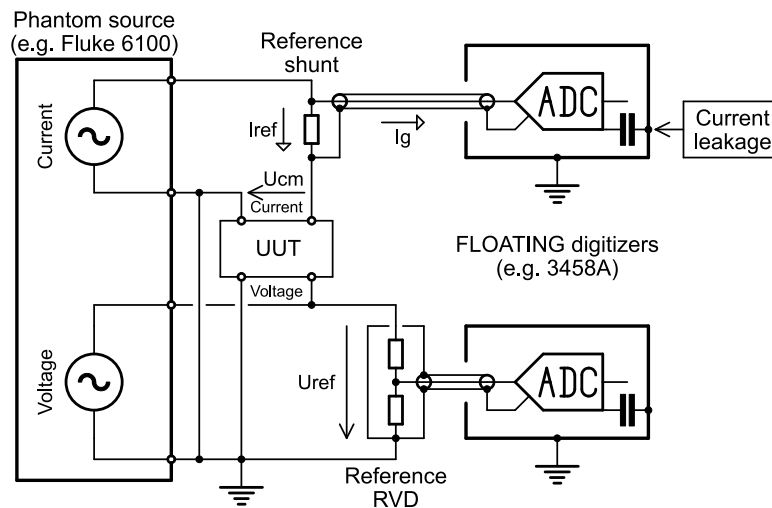 Phantom source
(e.g. Fluke 6100)
Reference
shunt
Current
Iref
Ig
ADC
Current
leakage
Ucm
Current
UUT
Voltage
FLOATING digitizers
(e.g. 3458A)
Voltage
Uref
ADC
Reference
RVD